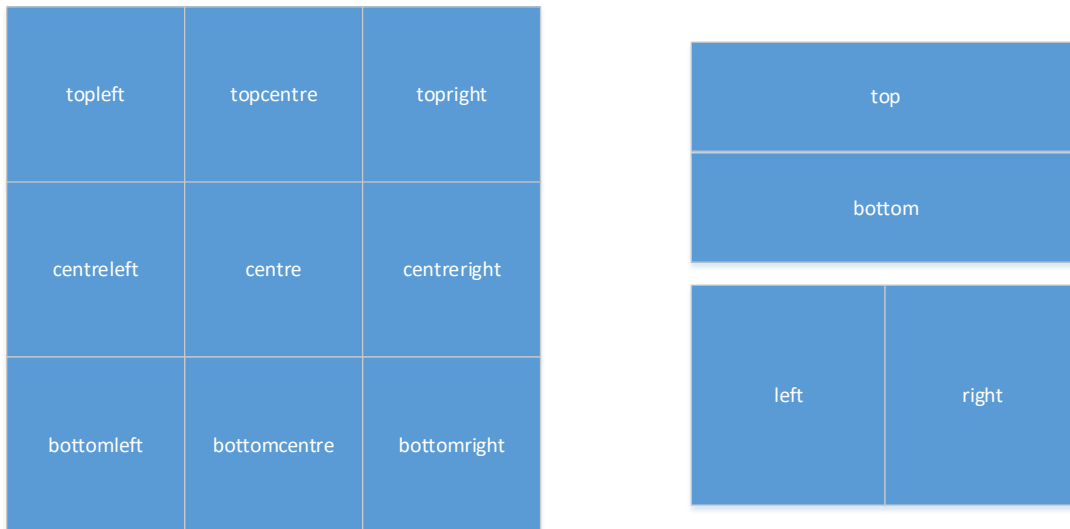 topleft
topcentre
topright
centreleft
centre
centreright
bottomleft
bottomcentre
bottomright
top
bottom
left
right